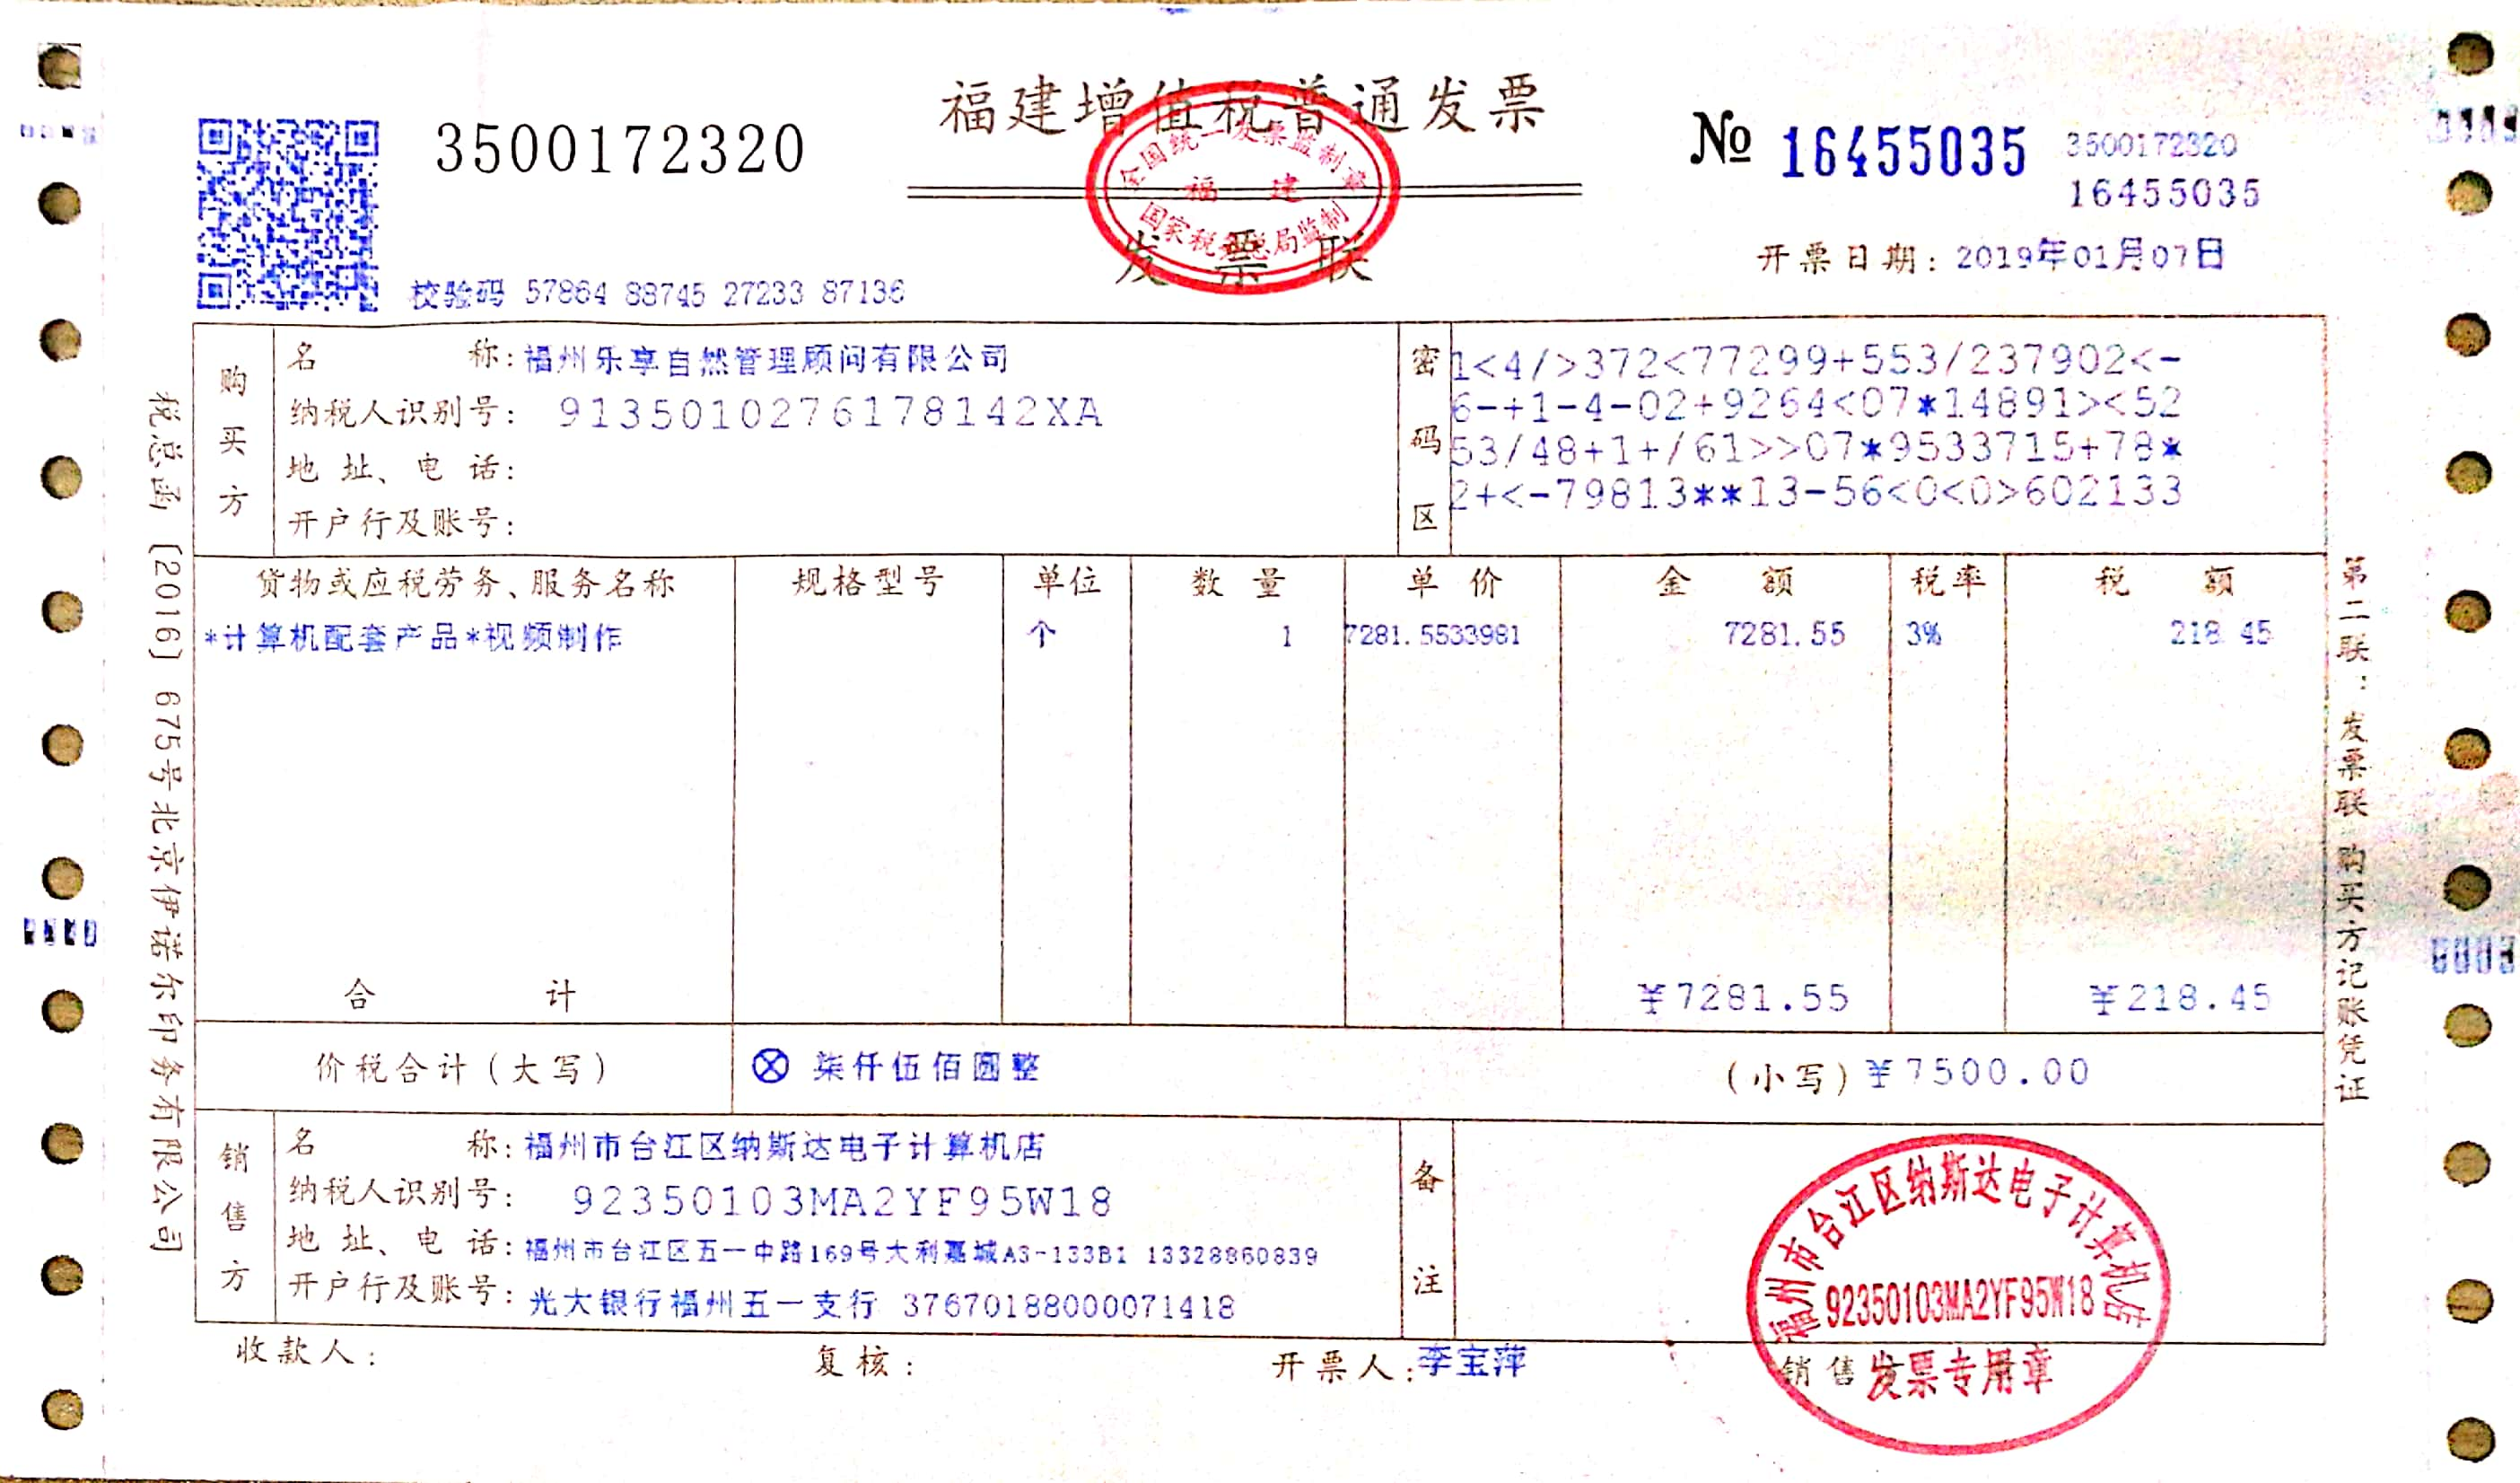 福建增值税普通发票
3500172320
№ 16455035
3500172320
16455035
全国统一发票监制章
福 建
国家税务总局监制
发票联
开票日期：2019年01月07日
校验码 57864 88745 27233 87136
购买方
名 称：福州乐享自然管理顾问有限公司
纳税人识别号：9135010276178142XA
地址、电话：
开户行及账号：
密码区
1<4/>372<77299+553/237902<-
6-+1-4-02+9264<07*14891><52
53/48+1+/61>>07*9533715+78*
2+<-79813**13-56<0<0>602133
货物或应税劳务、服务名称 规格型号 单位 数量 单价 金额 税率 税额
*计算机配套产品*视频制作 个 1 7281.5533981 7281.55 3% 218.45
合计 ¥7281.55 ¥218.45
价税合计（大写） ⊗ 柒仟伍佰圆整 （小写）¥7500.00
销售方
名 称：福州市台江区纳斯达电子计算机店
纳税人识别号：92350103MA2YF95W18
地址、电话：福州市台江区五一中路169号大利嘉城A3-133B1 13328860839
开户行及账号：光大银行福州五一支行 37670188000071418
备注
收款人： 复核： 开票人：李宝萍 销售
福州市台江区纳斯达电子计算机店
92350103MA2YF95W18
发票专用章
税总函〔2016〕675号北京伊诺尔印务有限公司
第二联：发票联 购买方记账凭证